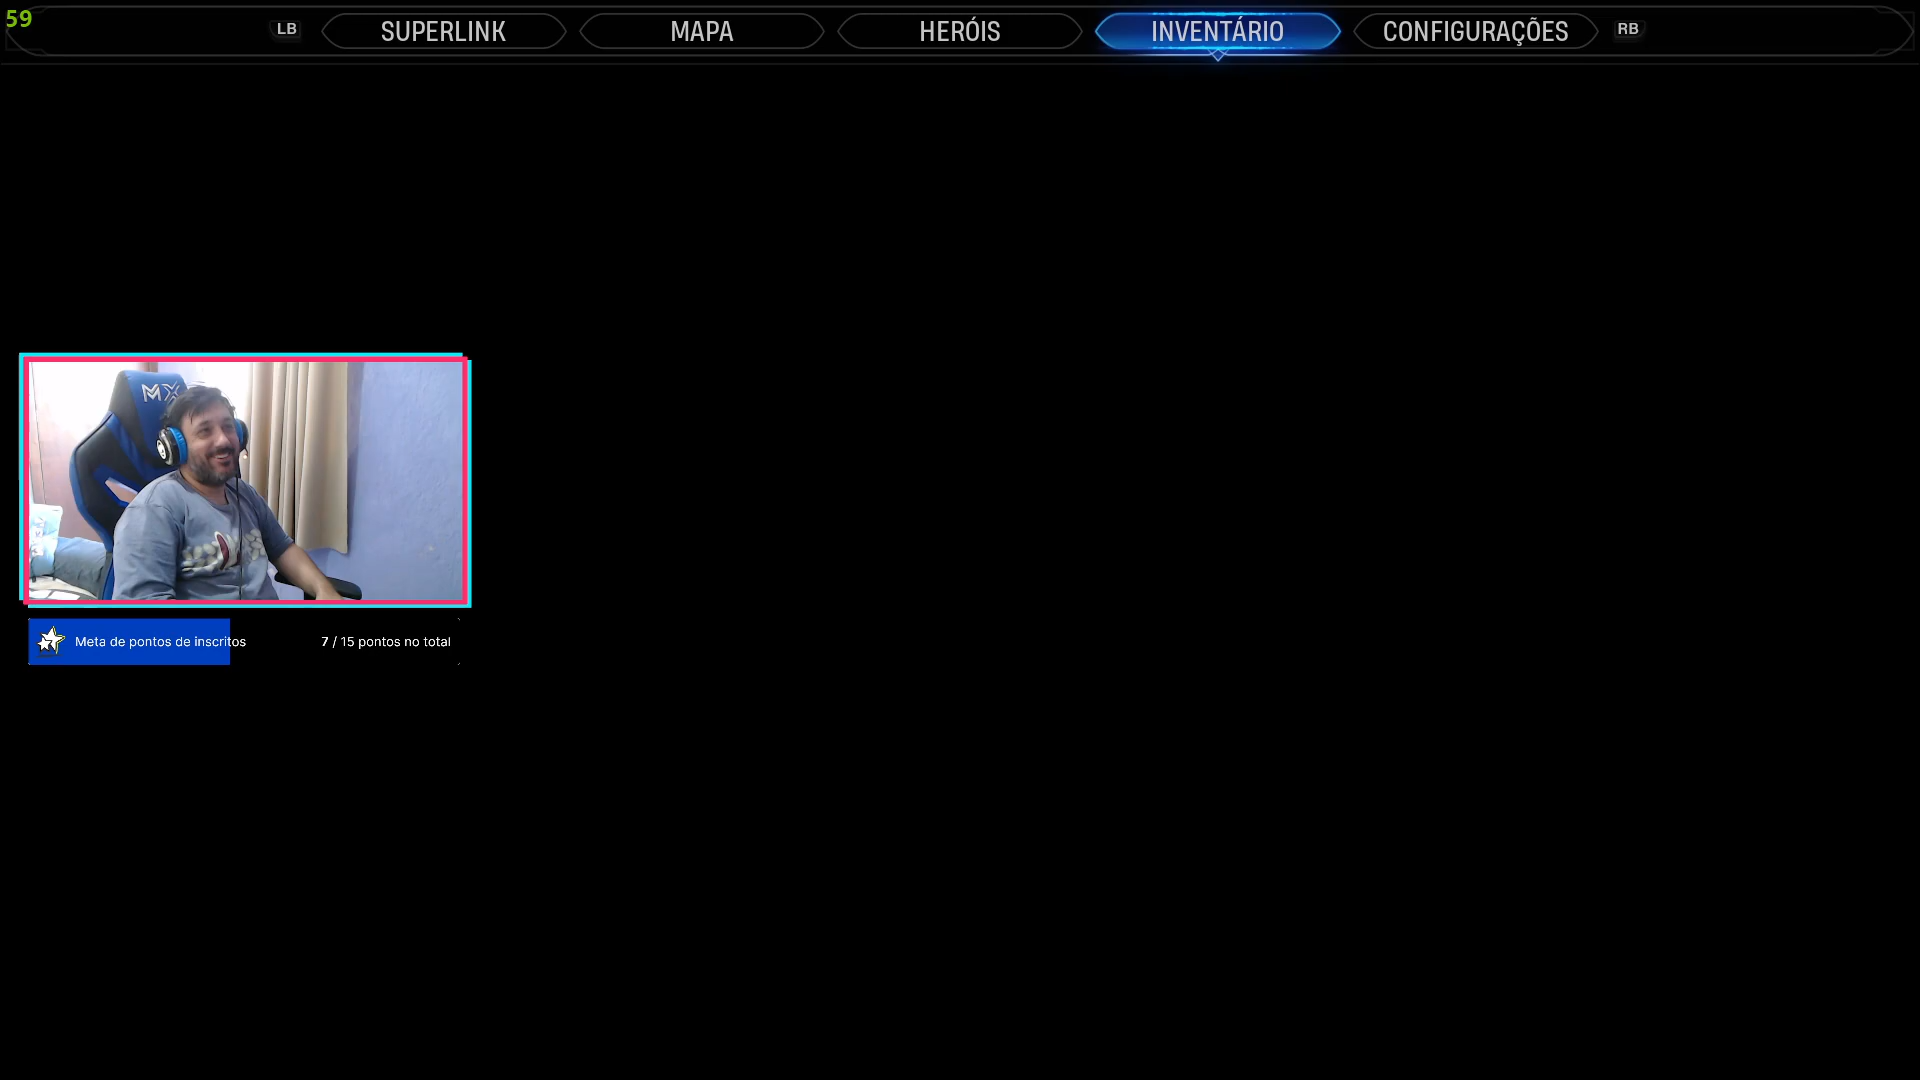 59
LB SUPERLINK MAPA HERÓIS INVENTÁRIO CONFIGURAÇÕES RB
MX
Meta de pontos de inscritos 7 / 15 pontos no total